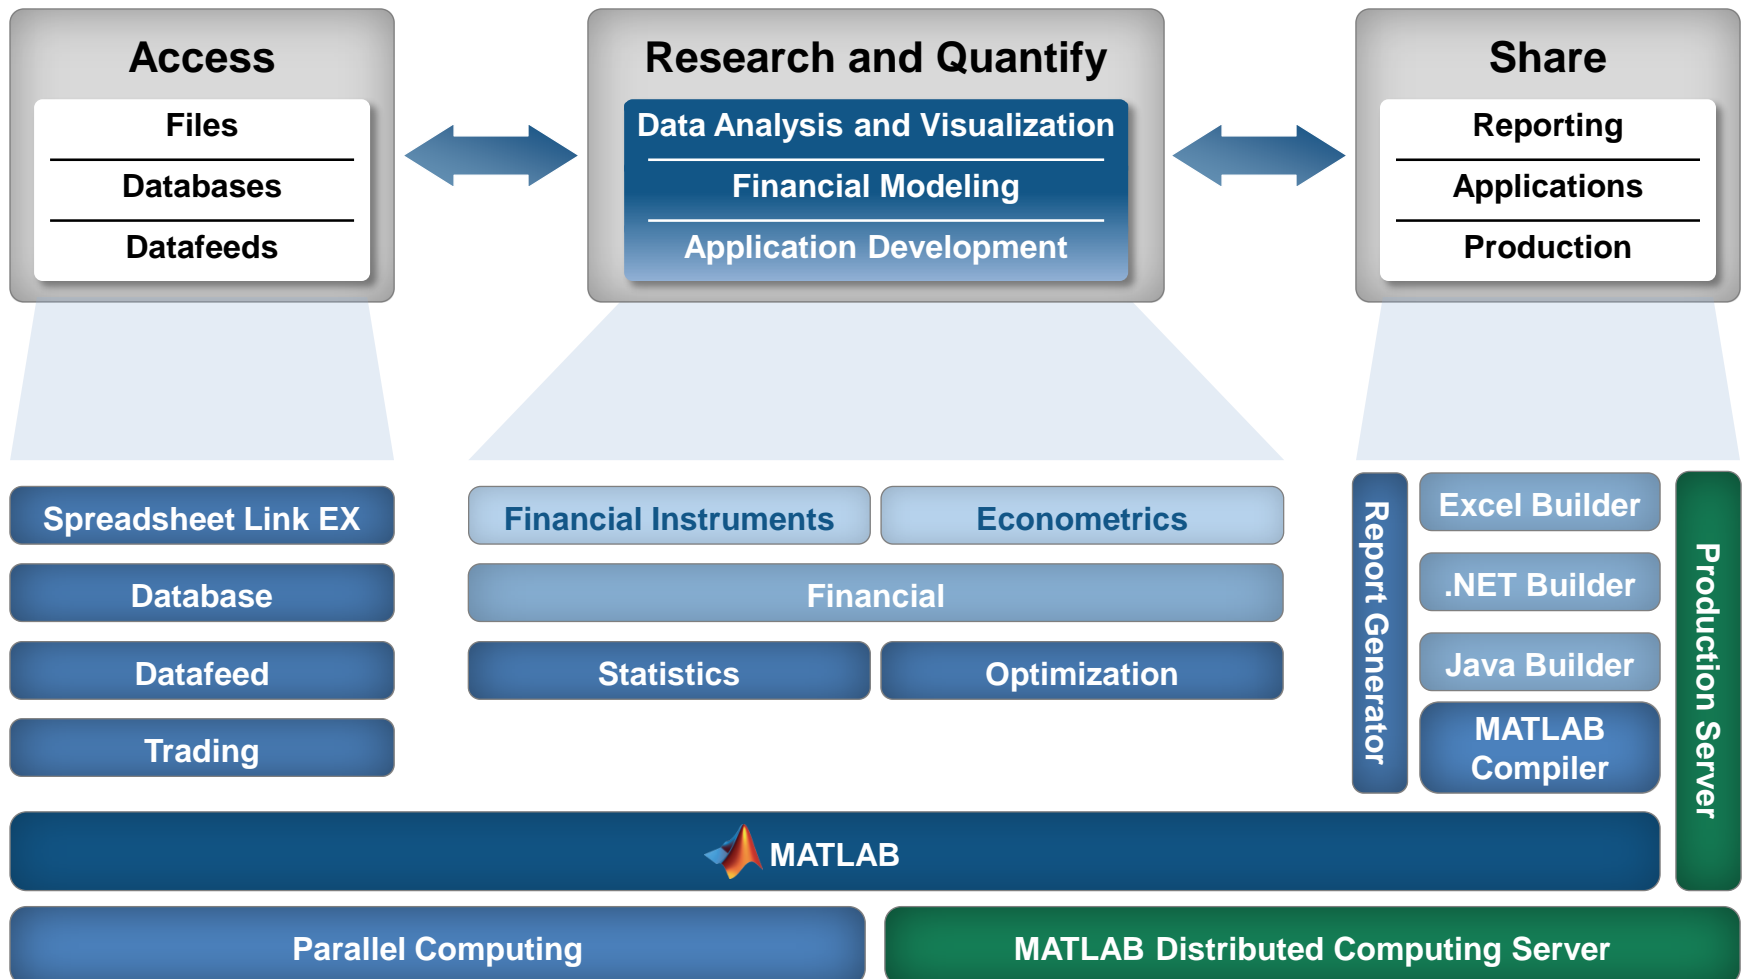 Access
Files
Databases
Datafeeds
Research and Quantify
Data Analysis and Visualization
Financial Modeling
Application Development
Share
Reporting
Applications
Production
Spreadsheet Link EX
Database
Datafeed
Trading
Financial Instruments
Econometrics
Financial
Statistics
Optimization
Report Generator
Excel Builder
.NET Builder
Java Builder
MATLAB
Compiler
Production Server
MATLAB
Parallel Computing
MATLAB Distributed Computing Server